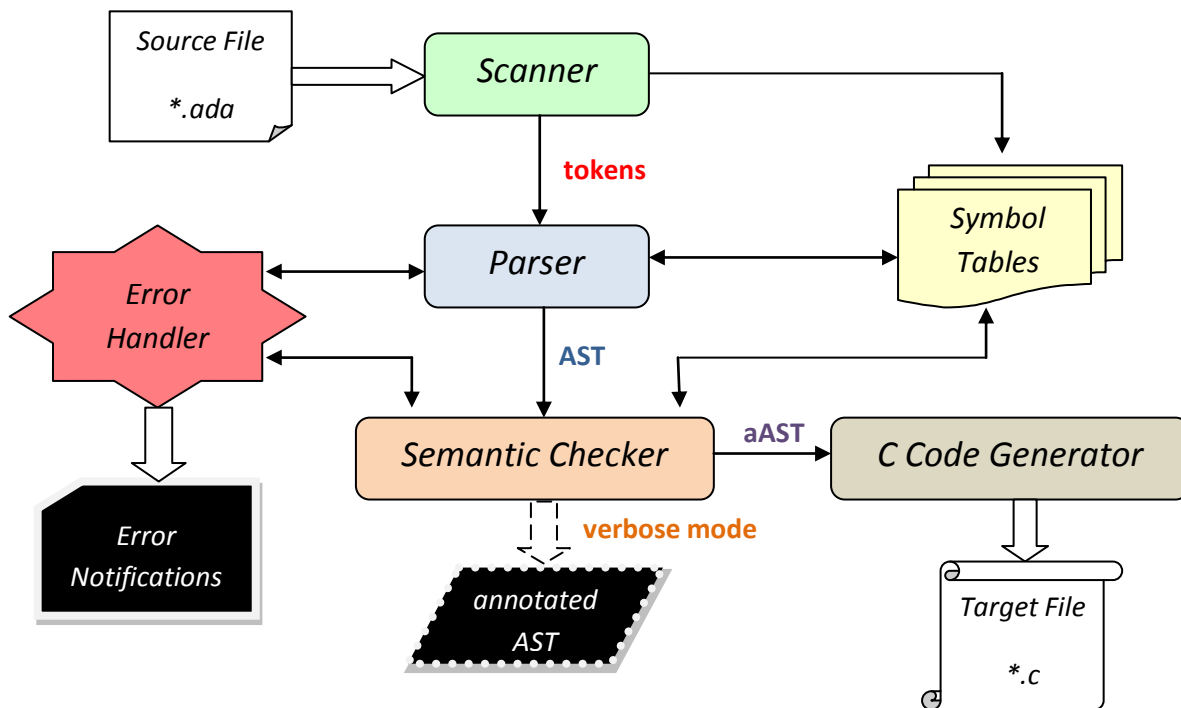 Source File
*.ada
Scanner
tokens
Symbol
Tables
Parser
Error
Handler
AST
Semantic Checker
aAST
C Code Generator
verbose mode
Error
Notifications
annotated
AST
Target File
*.c